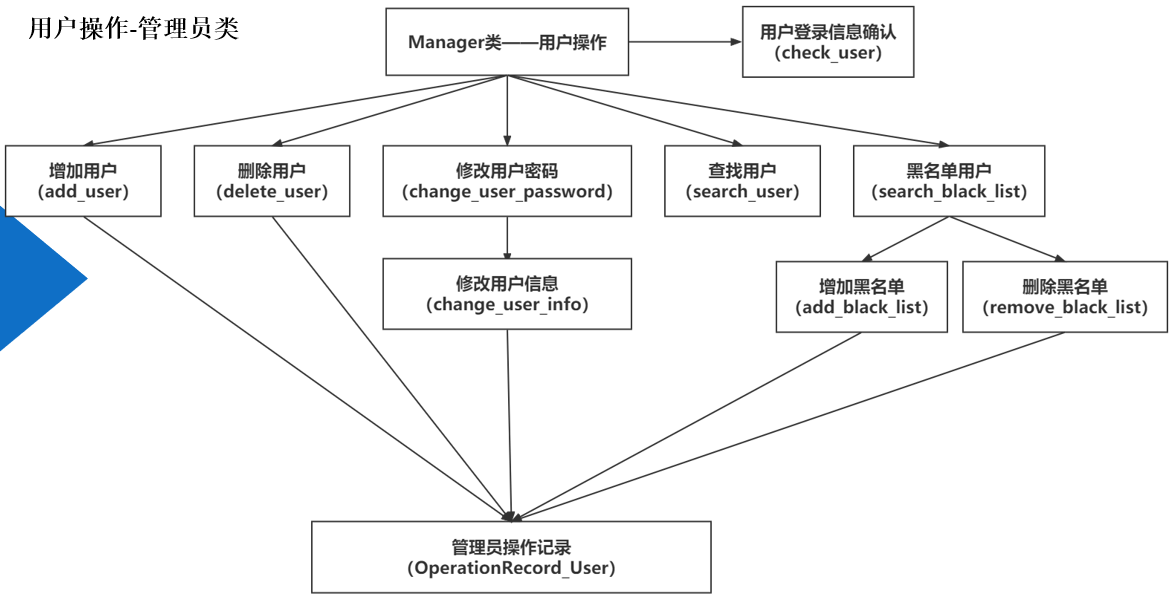 用户操作-管理员类
Manager类——用户操作
用户登录信息确认
（check_user）
增加用户
（add_user）
删除用户
（delete_user）
修改用户密码
（change_user_password）
查找用户
（search_user）
黑名单用户
（search_black_list）
修改用户信息
（change_user_info）
增加黑名单
（add_black_list）
删除黑名单
（remove_black_list）
管理员操作记录
（OperationRecord_User）